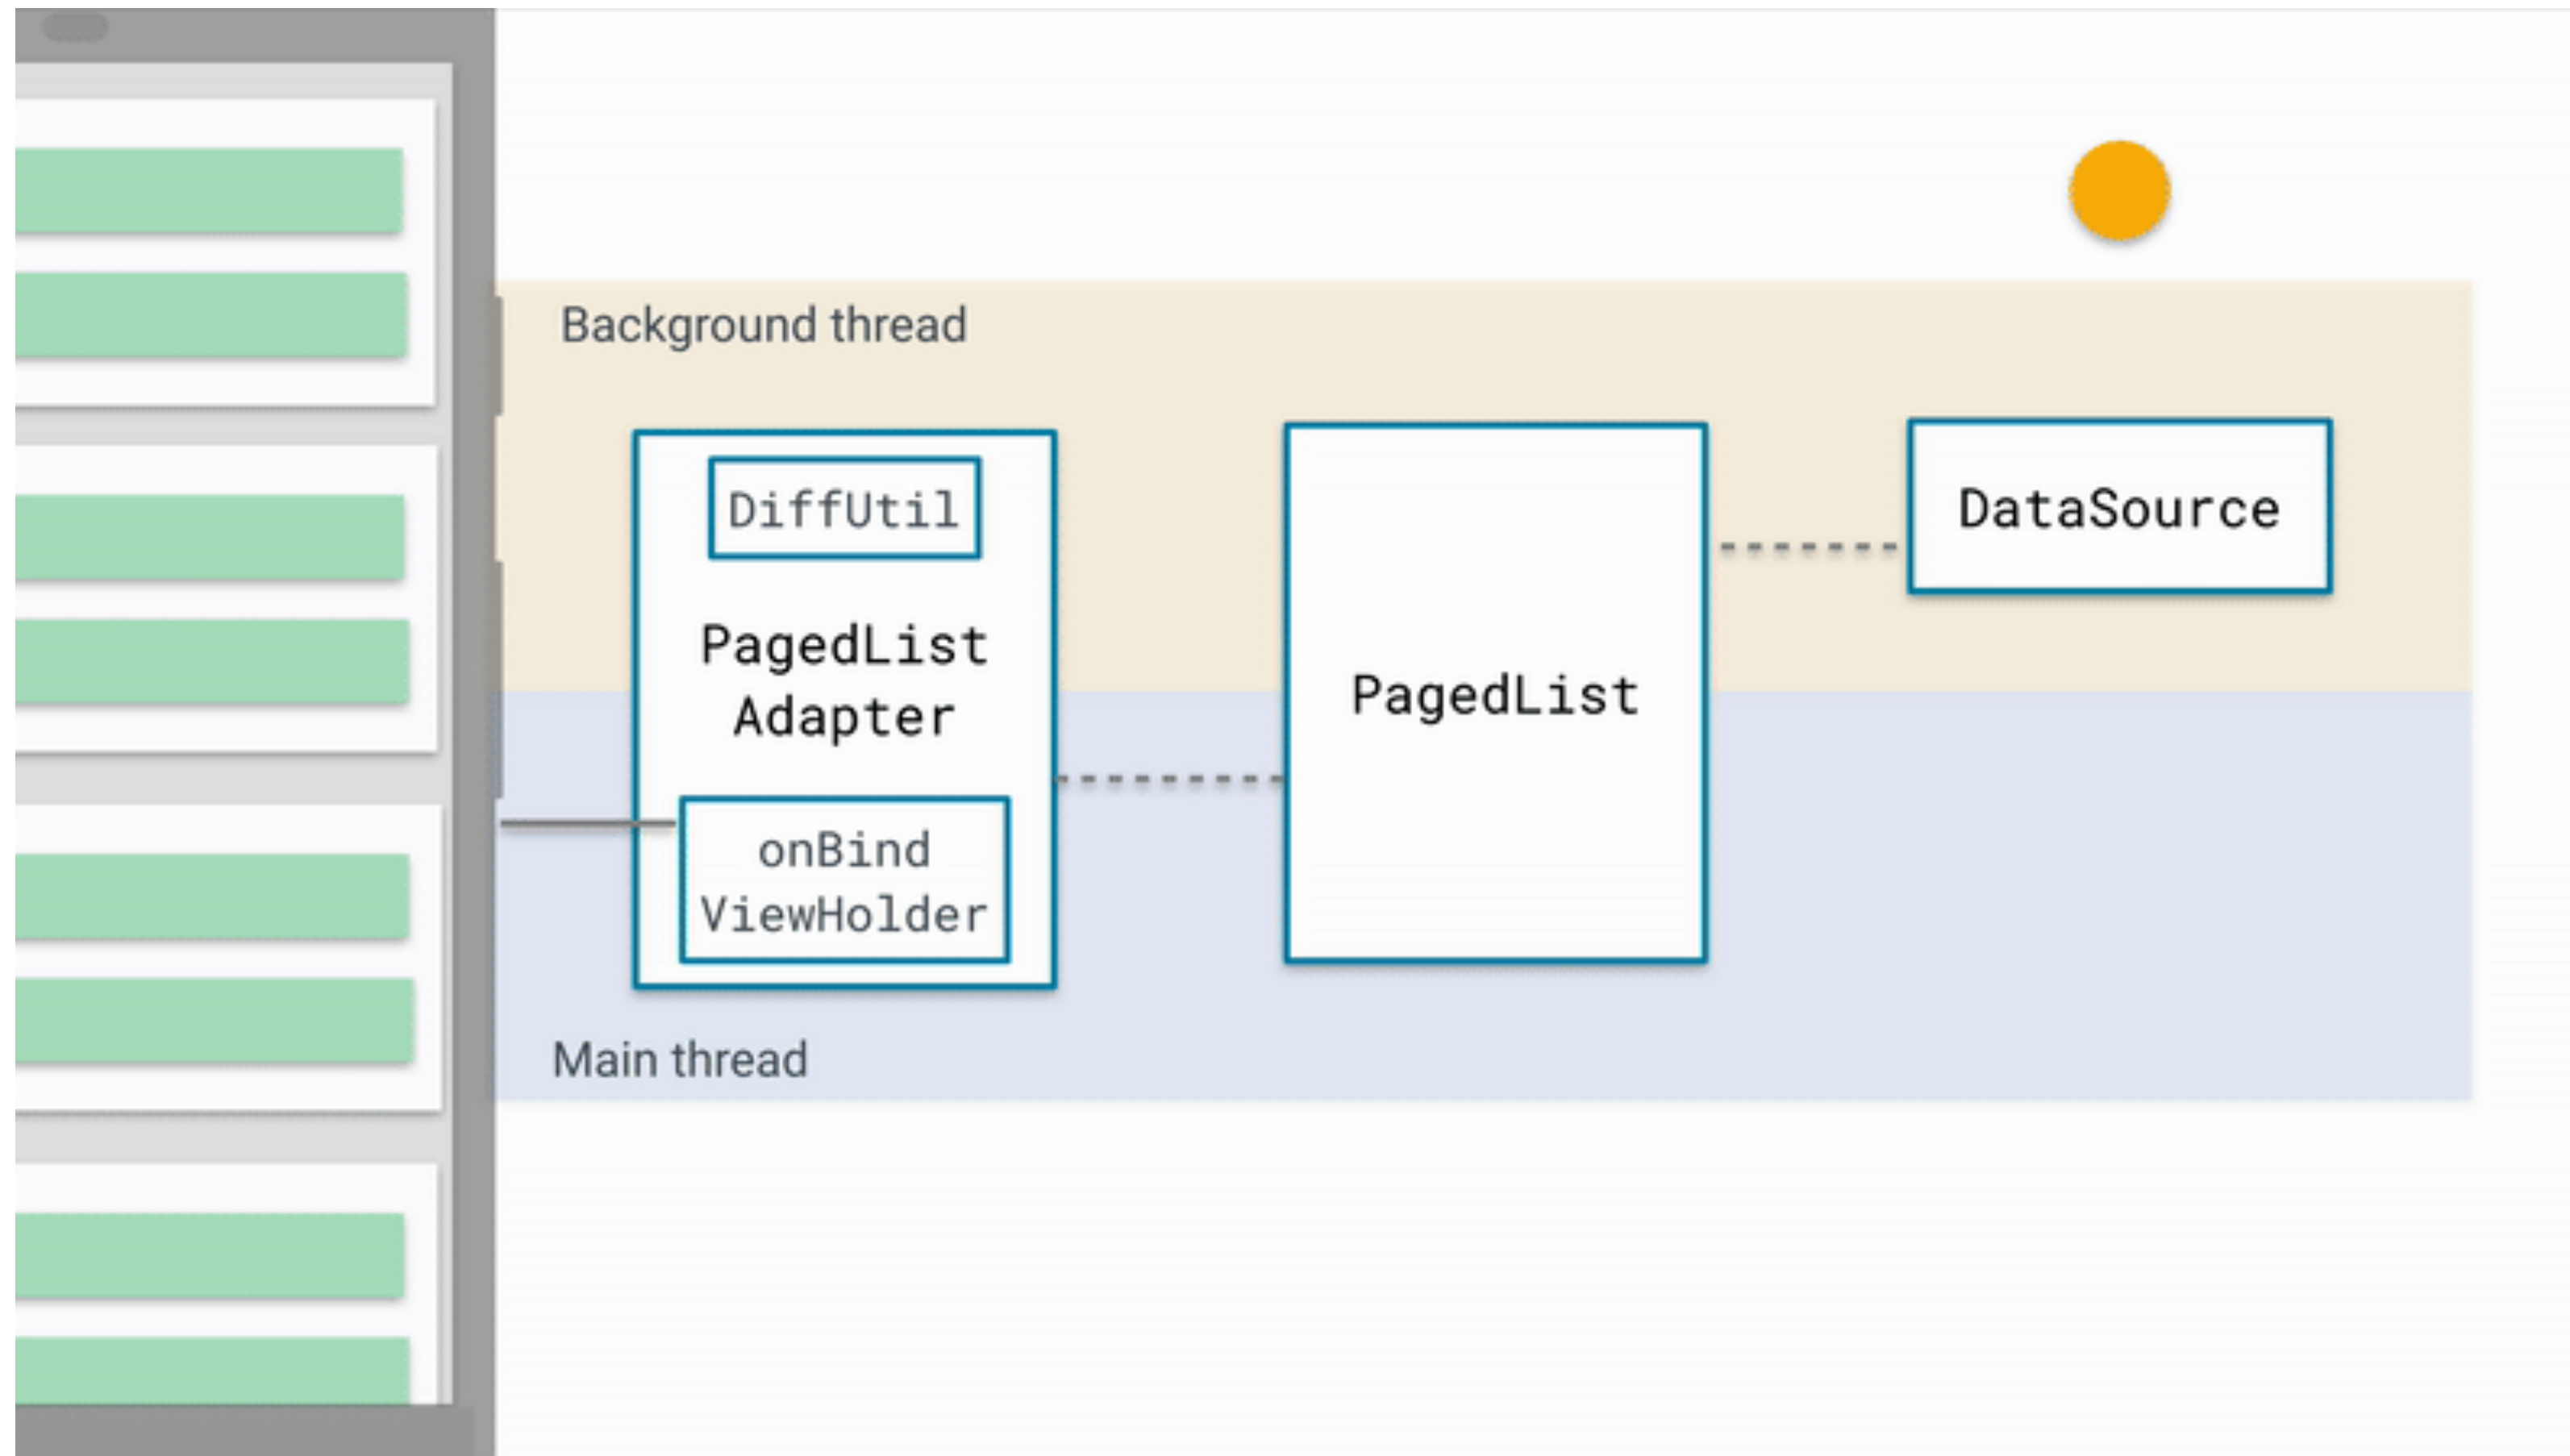 Background thread
DiffUtil
PagedList
Adapter
onBind
ViewHolder
PagedList
DataSource
Main thread